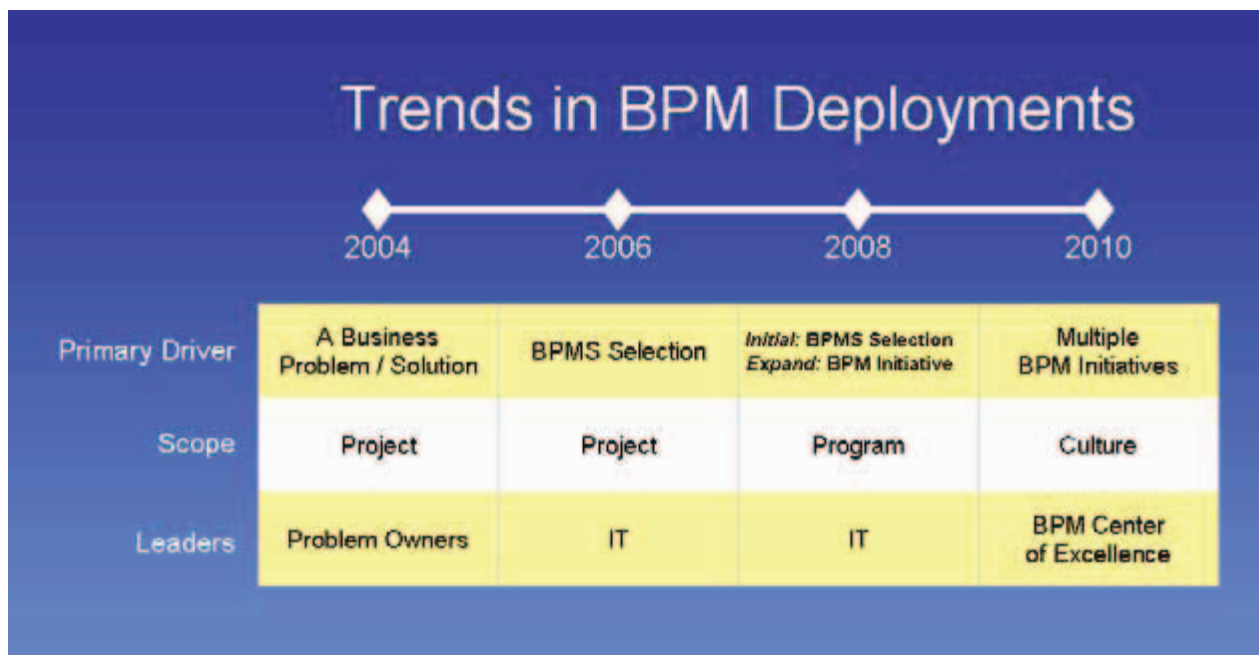 Trends in BPM Deployments
2004 2006 2008 2010
Primary Driver
A Business
Problem / Solution
BPMS Selection
Initial: BPMS Selection
Expand: BPM Initiative
Multiple
BPM Initiatives
Scope
Project
Project
Program
Culture
Leaders
Problem Owners
IT
IT
BPM Center
of Excellence